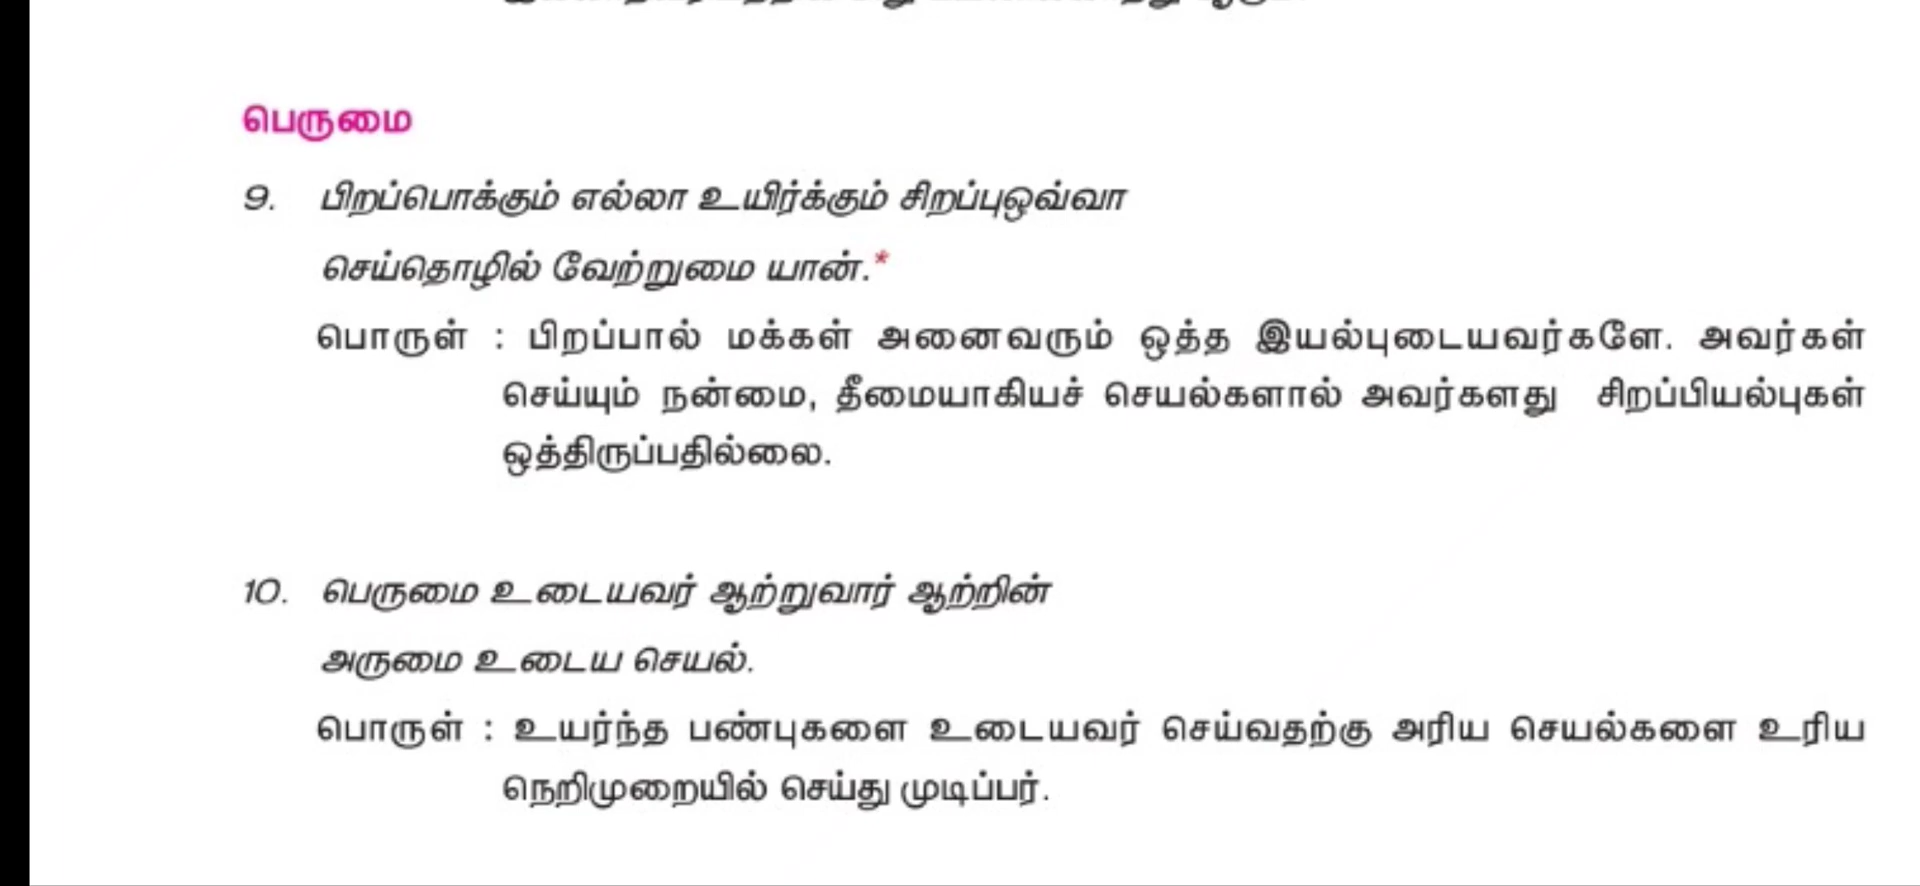 பெருமை
9. பிறப்பொக்கும் எல்லா உயிர்க்கும் சிறப்புஒவ்வா
செய்தொழில் வேற்றுமை யான்.*
பொருள் : பிறப்பால் மக்கள் அனைவரும் ஒத்த இயல்புடையவர்களே. அவர்கள்
செய்யும் நன்மை, தீமையாகியச் செயல்களால் அவர்களது சிறப்பியல்புகள்
ஒத்திருப்பதில்லை.
10. பெருமை உடையவர் ஆற்றுவார் ஆற்றின்
அருமை உடைய செயல்.
பொருள் : உயர்ந்த பண்புகளை உடையவர் செய்வதற்கு அரிய செயல்களை உரிய
நெறிமுறையில் செய்து முடிப்பர்.